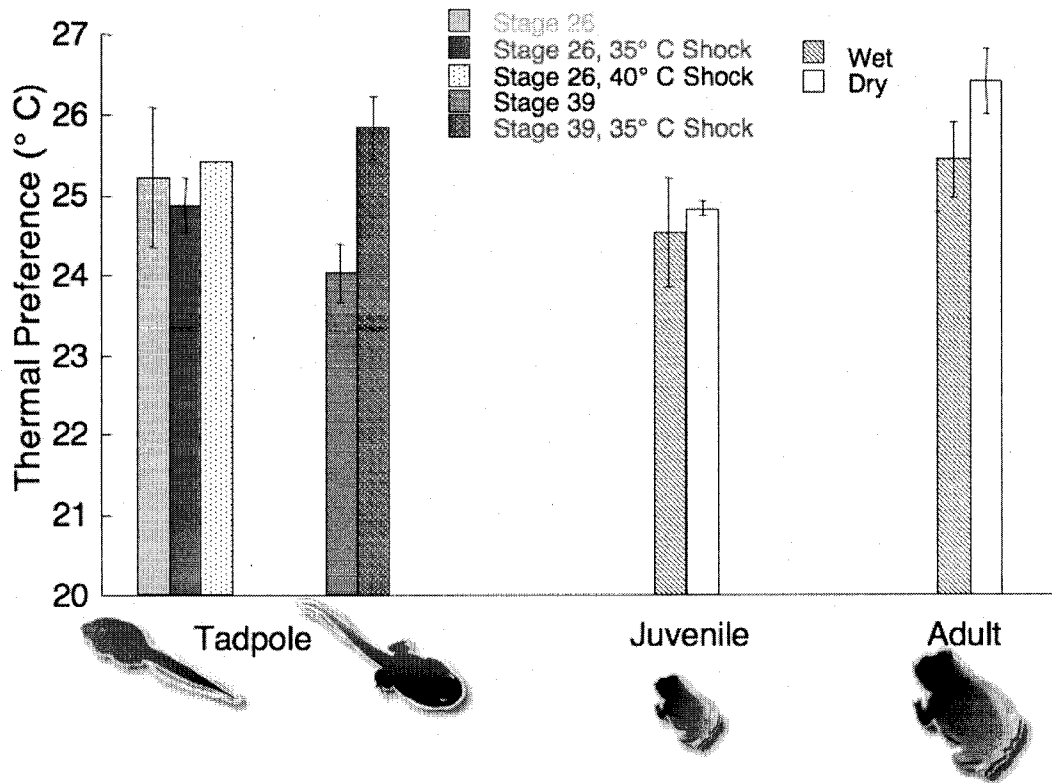 Thermal Preference (° C)
27
26
25
24
23
22
21
20
Stage 26
Stage 26, 35° C Shock
Stage 26, 40° C Shock
Stage 39
Stage 39, 35° C Shock
Wet
Dry
Tadpole
Juvenile
Adult